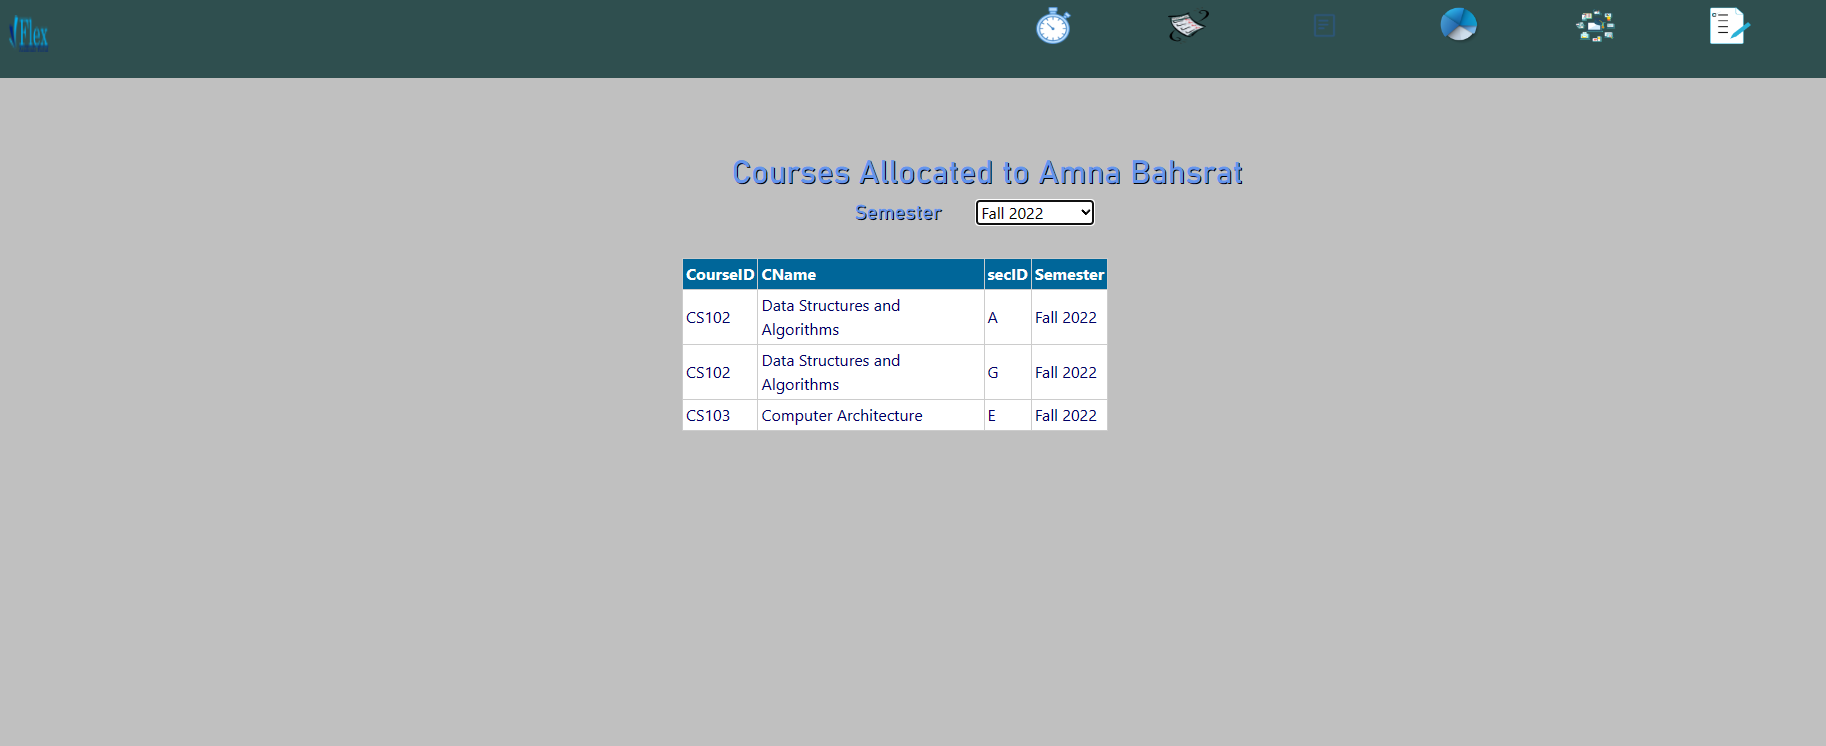 Flex
Courses Allocated to Amna Bahsrat
Semester Fall 2022
CourseID CName secID Semester
CS102 Data Structures and Algorithms A Fall 2022
CS102 Data Structures and Algorithms G Fall 2022
CS103 Computer Architecture E Fall 2022